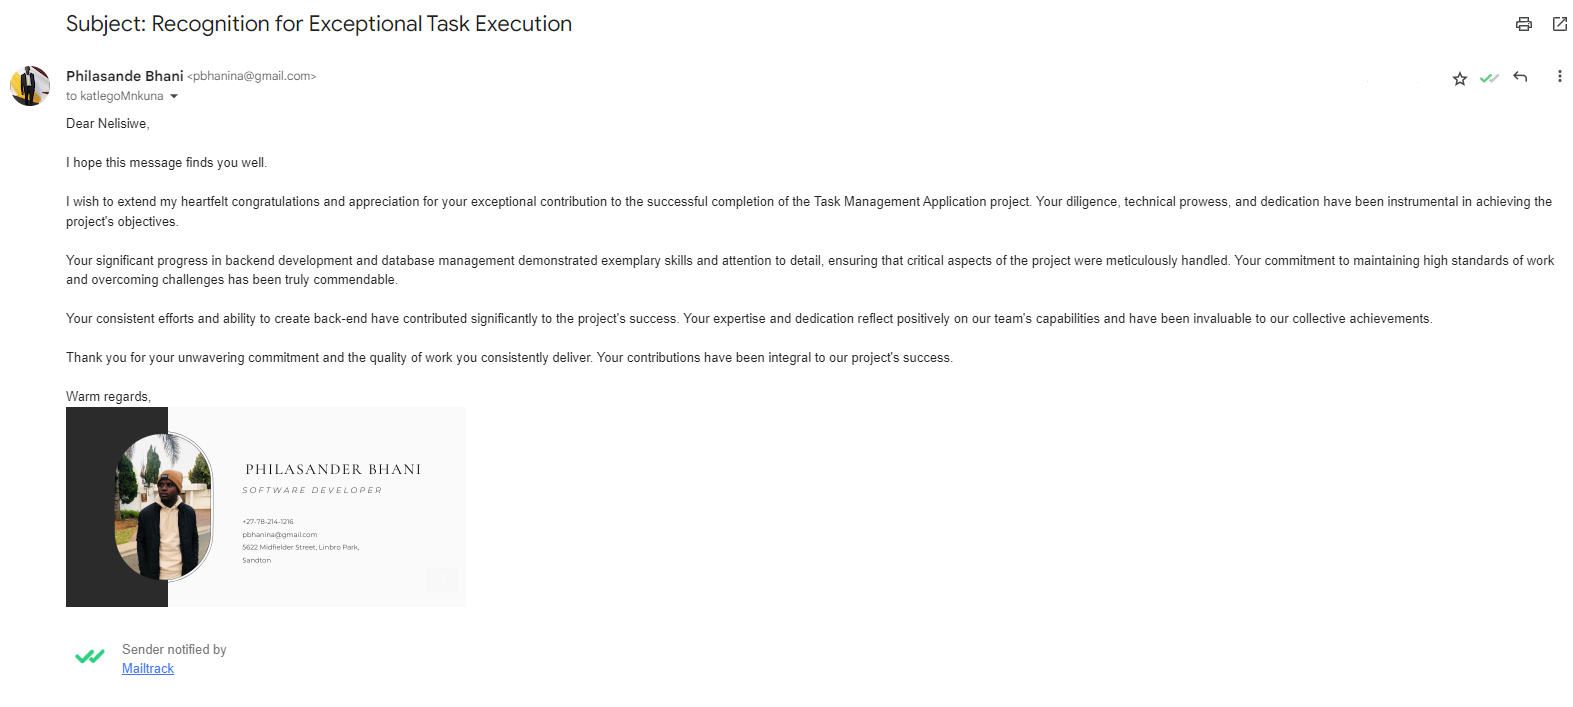 Subject: Recognition for Exceptional Task Execution
Philasande Bhani <pbhanina@gmail.com>
to katlegoMnkuna
Dear Nelisiwe,
I hope this message finds you well.
I wish to extend my heartfelt congratulations and appreciation for your exceptional contribution to the successful completion of the Task Management Application project. Your diligence, technical prowess, and dedication have been instrumental in achieving the
project's objectives.
Your significant progress in backend development and database management demonstrated exemplary skills and attention to detail, ensuring that critical aspects of the project were meticulously handled. Your commitment to maintaining high standards of work
and overcoming challenges has been truly commendable.
Your consistent efforts and ability to create back-end have contributed significantly to the project's success. Your expertise and dedication reflect positively on our team's capabilities and have been invaluable to our collective achievements.
Thank you for your unwavering commitment and the quality of work you consistently deliver. Your contributions have been integral to our project's success.
Warm regards,
PHILASANDER BHANI
SOFTWARE DEVELOPER
+27-78-214-1216
pbhanina@gmail.com
5622 Midfielder Street, Linbro Park,
Sandton
Sender notified by
Mailtrack